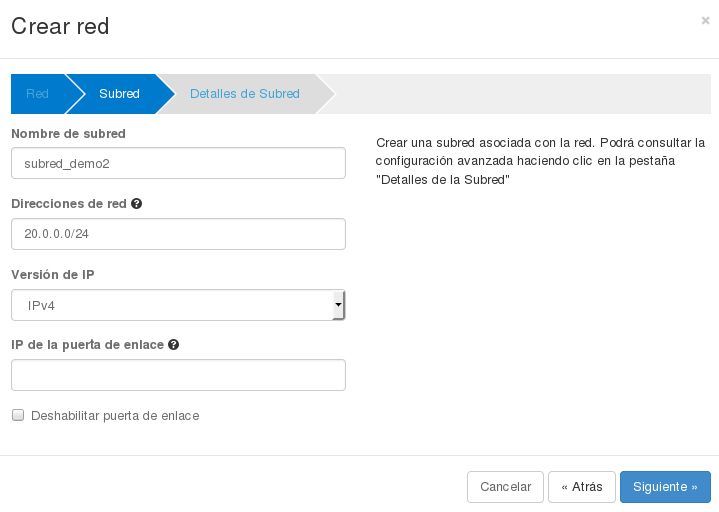 Crear red
×
Red
Subred
Detalles de Subred
Nombre de subred
subred_demo2
Direcciones de red ?
20.0.0.0/24
Versión de IP
IPv4
IP de la puerta de enlace ?
Deshabilitar puerta de enlace
Crear una subred asociada con la red. Podrá consultar la
configuración avanzada haciendo clic en la pestaña
"Detalles de la Subred"
Cancelar
« Atrás
Siguiente »